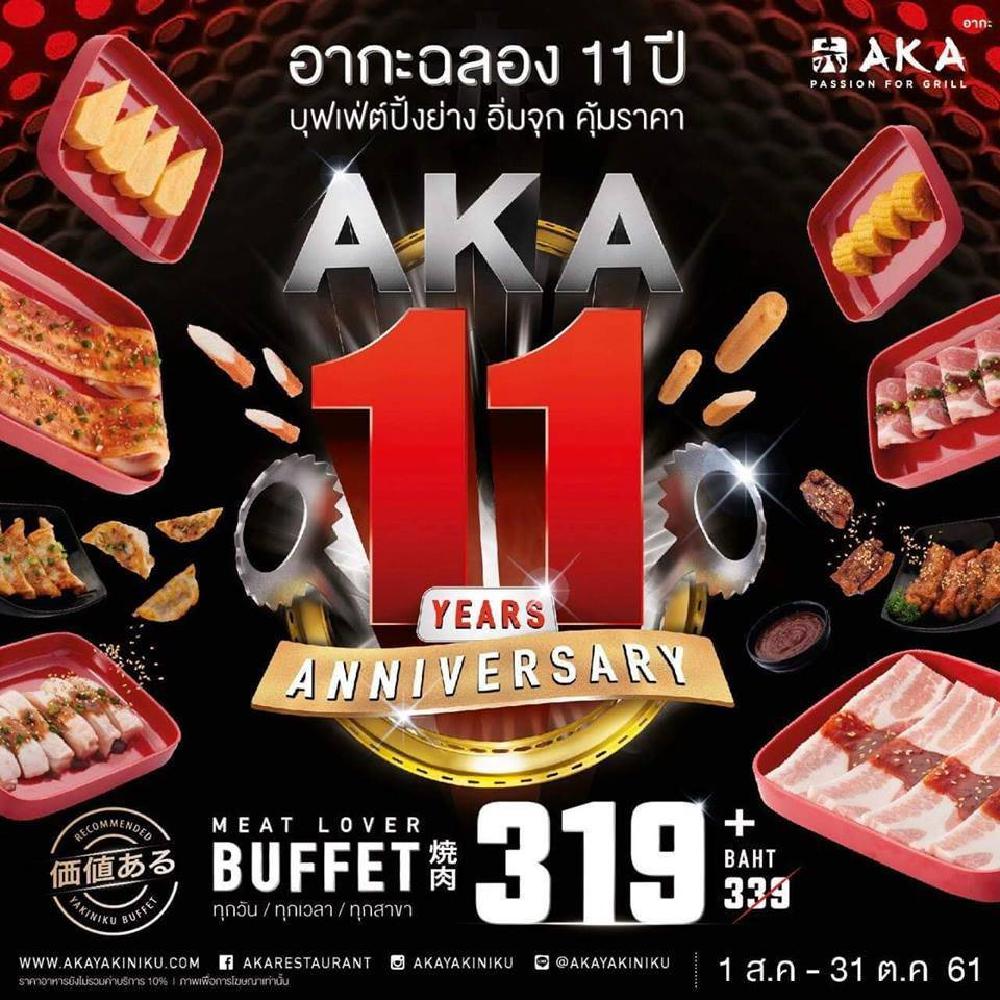 อากะ
อากะฉลอง 11 ปี
บุฟเฟ่ต์ปิ้งย่าง อิ่มจุก คุ้มราคา
AKA
PASSION FOR GRILL
AKA
11
YEARS
ANNIVERSARY
RECOMMENDED
価値ある
YAKINIKU BUFFET
MEAT LOVER
BUFFET 焼肉
319+
BAHT
339
ทุกวัน / ทุกเวลา / ทุกสาขา
WWW.AKAYAKINIKU.COM AKARESTAURANT AKAYAKINIKU @AKAYAKINIKU
ราคาอาหารยังไม่รวมค่าบริการ 10% | ภาพเพื่อการโฆษณาเท่านั้น
1 ส.ค - 31 ต.ค 61